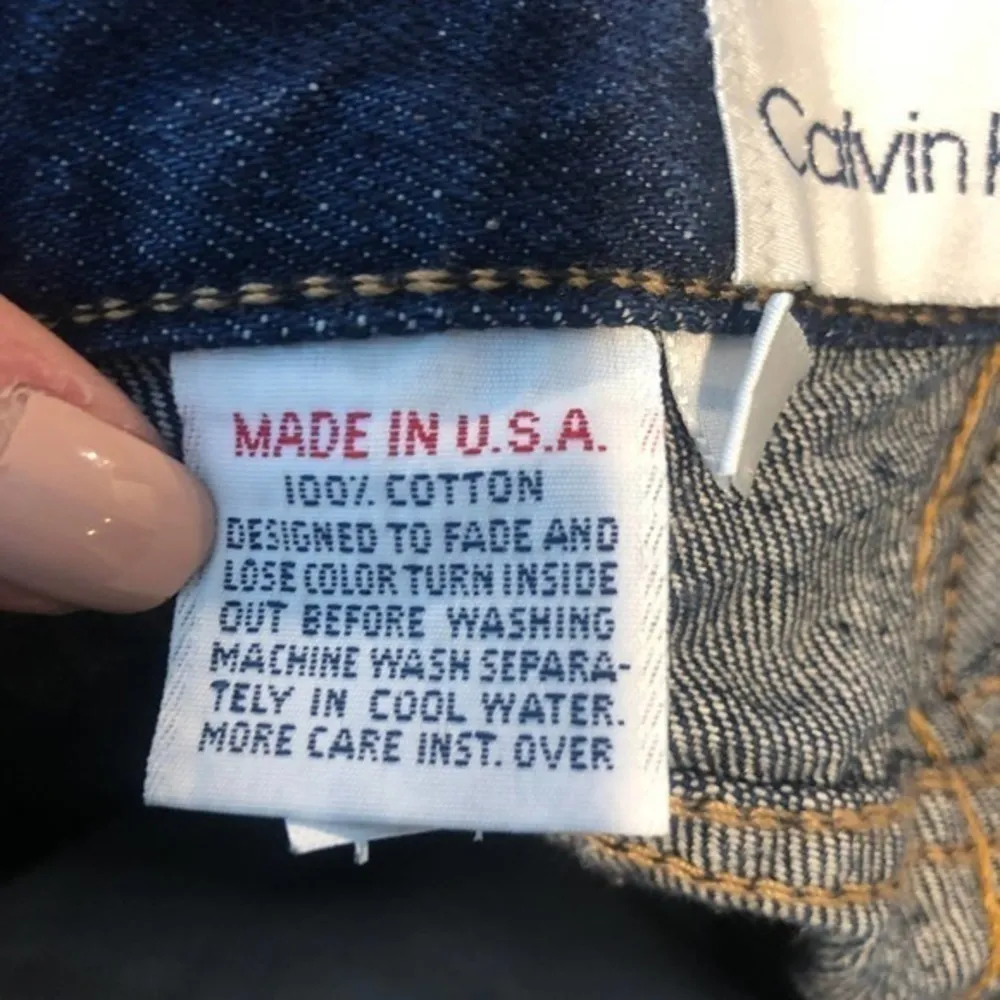 Calvin K
MADE IN U.S.A.
100% COTTON
DESIGNED TO FADE AND
LOSE COLOR TURN INSIDE
OUT BEFORE WASHING
MACHINE WASH SEPARA-
TELY IN COOL WATER.
MORE CARE INST. OVER